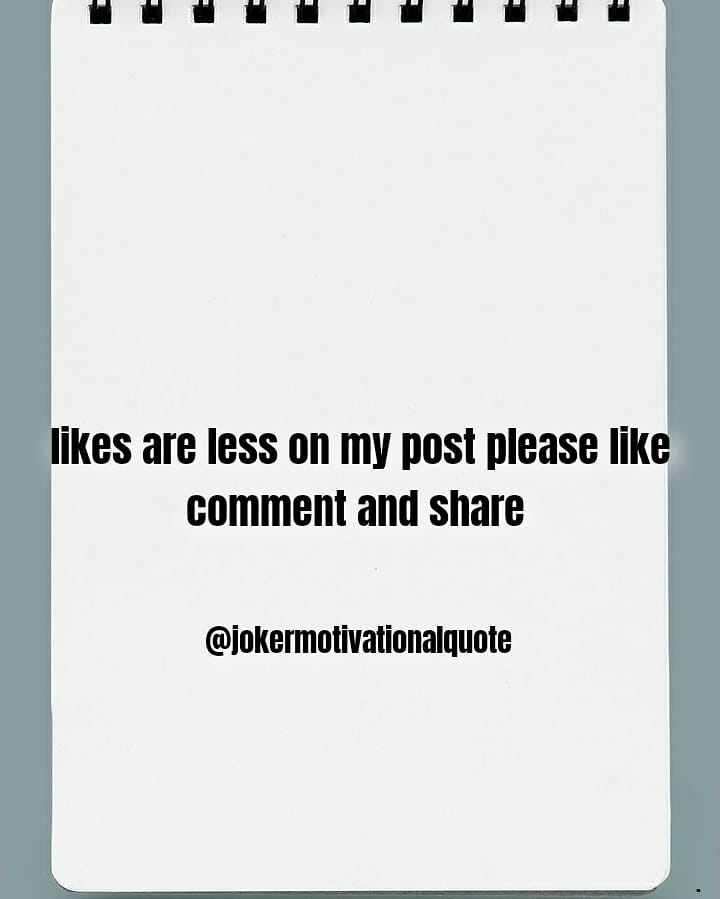 likes are less on my post please like
comment and share
@jokermotivationalquote